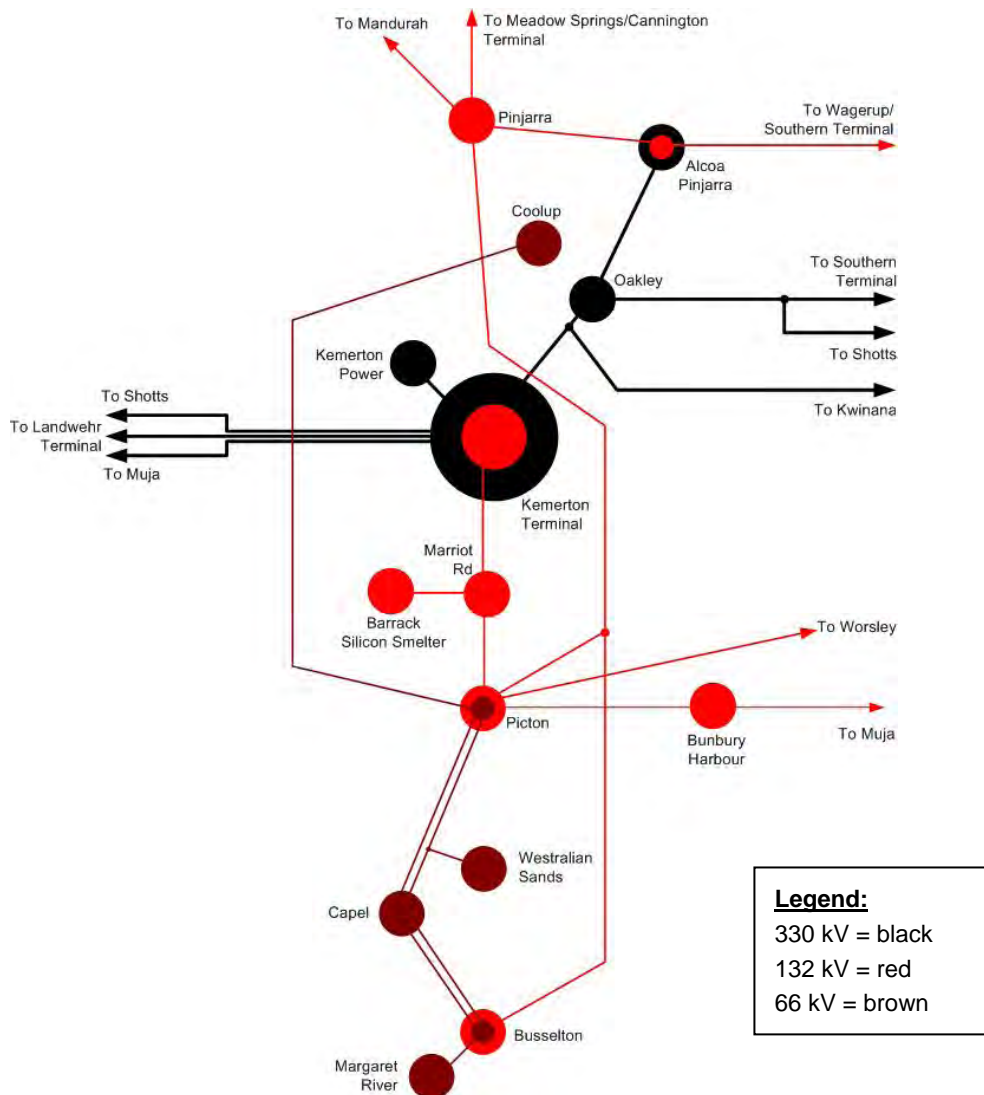 To Mandurah
To Meadow Springs/Cannington
Terminal
Pinjarra
To Wagerup/
Southern Terminal
Alcoa
Pinjarra
Coolup
To Southern
Terminal
Oakley
Kemerton
Power
To Shotts
To Kwinana
To Shotts
To Landwehr
Terminal
To Muja
Kemerton
Terminal
Marriot
Rd
Barrack
Silicon Smelter
To Worsley
Picton
Bunbury
Harbour
To Muja
Westralian
Sands
Capel
Busselton
Margaret
River
Legend:
330 kV = black
132 kV = red
66 kV = brown